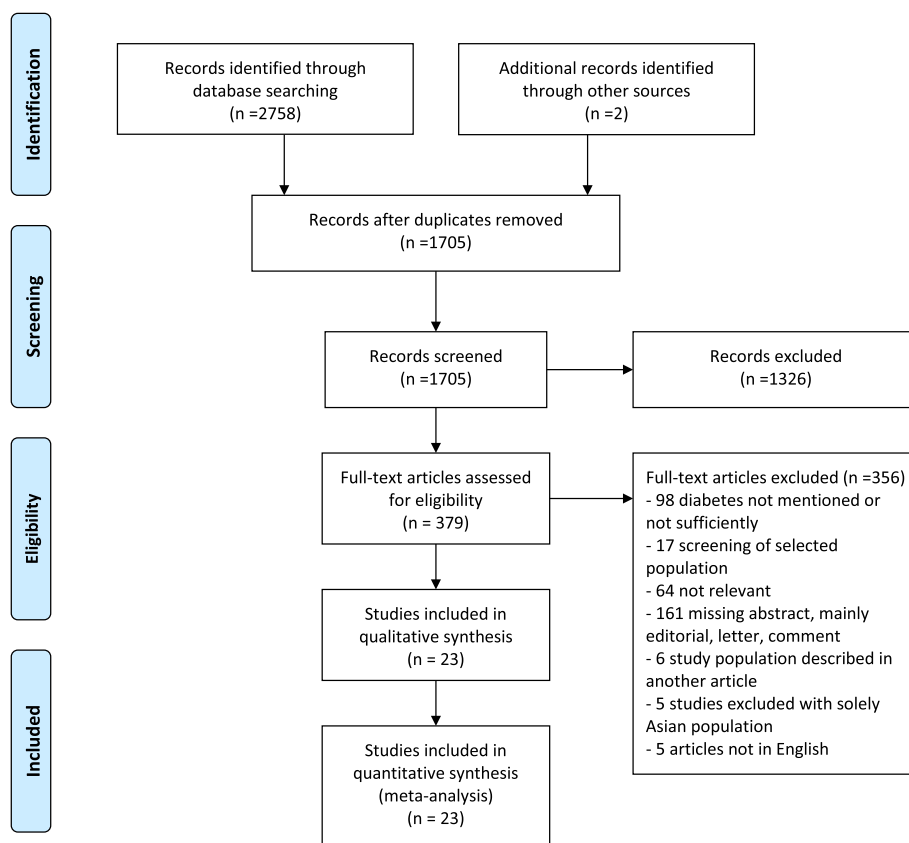 Identification
Records identified through
database searching
(n =2758)
Additional records identified
through other sources
(n =2)
Records after duplicates removed
(n =1705)
Screening
Records screened
(n =1705)
Records excluded
(n =1326)
Eligibility
Full-text articles assessed
for eligibility
(n = 379)
Full-text articles excluded (n =356)
- 98 diabetes not mentioned or
not sufficiently
- 17 screening of selected
population
- 64 not relevant
- 161 missing abstract, mainly
editorial, letter, comment
- 6 study population described in
another article
- 5 studies excluded with solely
Asian population
- 5 articles not in English
Studies included in
qualitative synthesis
(n = 23)
Included
Studies included in
quantitative synthesis
(meta-analysis)
(n = 23)